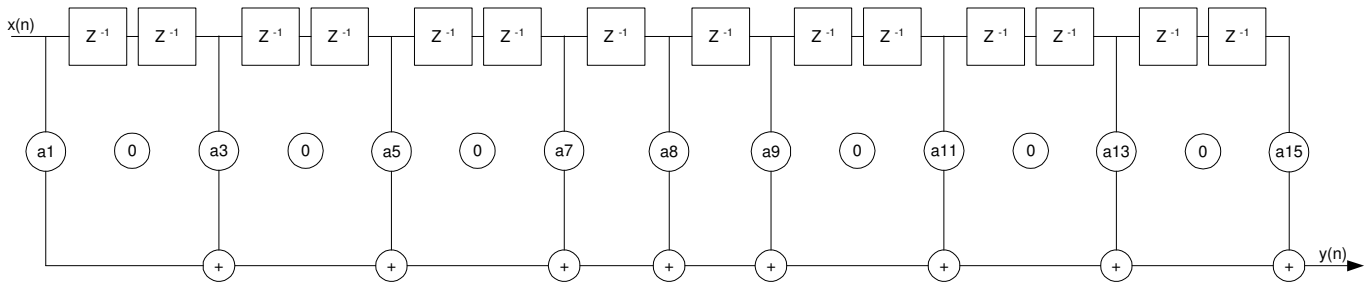 x(n)
Z -1 Z -1 Z -1 Z -1 Z -1 Z -1 Z -1 Z -1 Z -1 Z -1 Z -1 Z -1 Z -1 Z -1
a1 0 a3 0 a5 0 a7 a8 a9 0 a11 0 a13 0 a15
y(n)
+ + + + + + + +